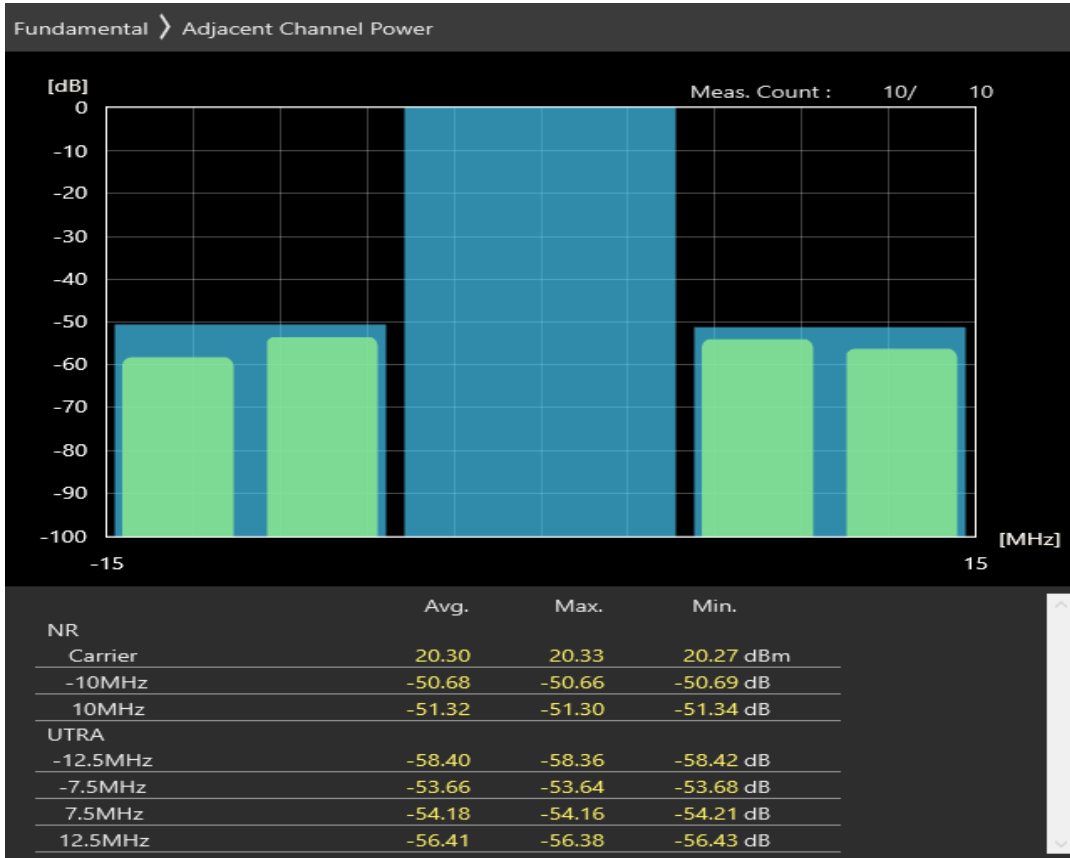 Fundamental ❭ Adjacent Channel Power
[dB]
Meas. Count : 10/ 10
0
-10
-20
-30
-40
-50
-60
-70
-80
-90
-100
[MHz]
-15 15
Avg. Max. Min.
NR
Carrier 20.30 20.33 20.27 dBm
-10MHz -50.68 -50.66 -50.69 dB
10MHz -51.32 -51.30 -51.34 dB
UTRA
-12.5MHz -58.40 -58.36 -58.42 dB
-7.5MHz -53.66 -53.64 -53.68 dB
7.5MHz -54.18 -54.16 -54.21 dB
12.5MHz -56.41 -56.38 -56.43 dB